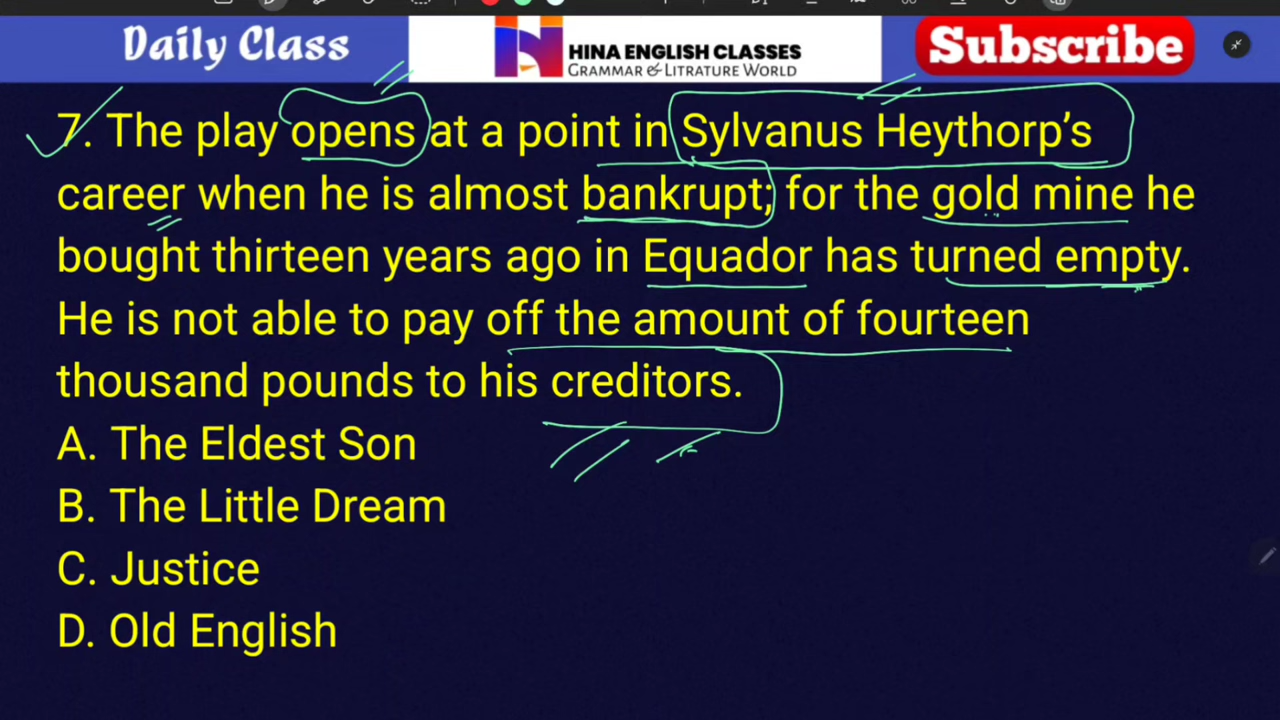 Daily Class
HINA ENGLISH CLASSES
GRAMMAR & LITRATURE WORLD
Subscribe
7. The play opens at a point in Sylvanus Heythorp's
career when he is almost bankrupt; for the gold mine he
bought thirteen years ago in Equador has turned empty.
He is not able to pay off the amount of fourteen
thousand pounds to his creditors.
A. The Eldest Son
B. The Little Dream
C. Justice
D. Old English